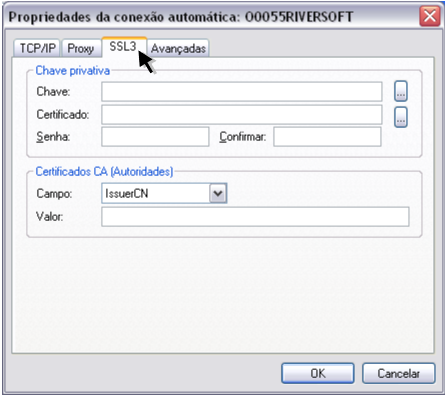 Propriedades da conexão automática: O0055RIVERSOFT
TCP/IP Proxy SSL3 Avançadas
Chave privativa
Chave: ...
Certificado: ...
Senha: Confirmar:
Certificados CA (Autoridades)
Campo: IssuerCN
Valor:
OK Cancelar